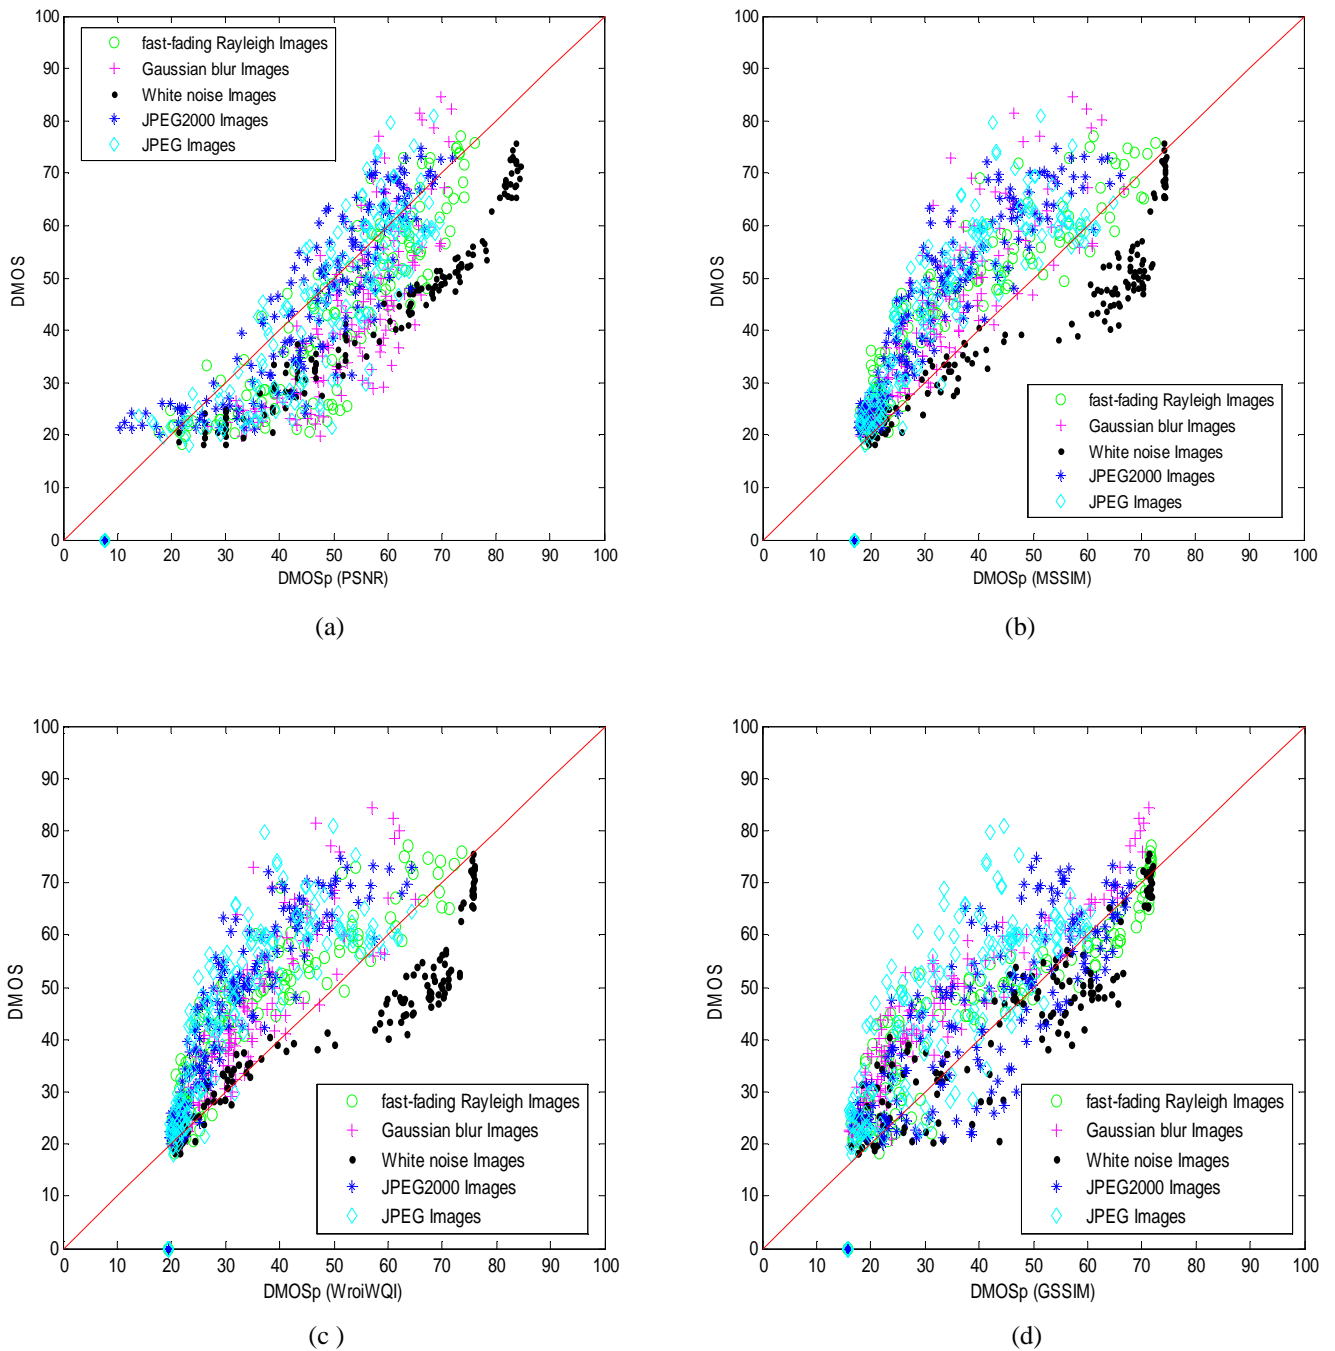 100
90
80
70
60
50
40
30
20
10
0
DMOS
fast-fading Rayleigh Images
Gaussian blur Images
White noise Images
JPEG2000 Images
JPEG Images
0 10 20 30 40 50 60 70 80 90 100
DMOSp (PSNR)
(a)
100
90
80
70
60
50
40
30
20
10
0
DMOS
fast-fading Rayleigh Images
Gaussian blur Images
White noise Images
JPEG2000 Images
JPEG Images
0 10 20 30 40 50 60 70 80 90 100
DMOSp (MSSIM)
(b)
100
90
80
70
60
50
40
30
20
10
0
DMOS
fast-fading Rayleigh Images
Gaussian blur Images
White noise Images
JPEG2000 Images
JPEG Images
0 10 20 30 40 50 60 70 80 90 100
DMOSp (WroiWQI)
(c )
100
90
80
70
60
50
40
30
20
10
0
DMOS
fast-fading Rayleigh Images
Gaussian blur Images
White noise Images
JPEG2000 Images
JPEG Images
0 10 20 30 40 50 60 70 80 90 100
DMOSp (GSSIM)
(d)